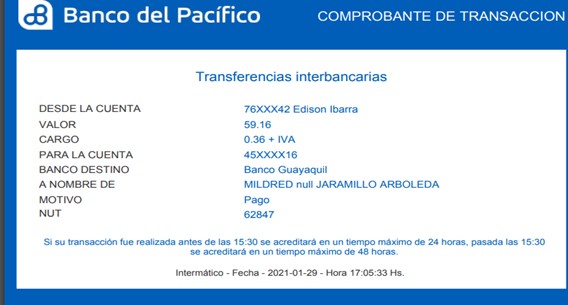 Banco del Pacífico
COMPROBANTE DE TRANSACCION
Transferencias interbancarias
DESDE LA CUENTA 76XXX42 Edison Ibarra
VALOR 59.16
CARGO 0.36 + IVA
PARA LA CUENTA 45XXXX16
BANCO DESTINO Banco Guayaquil
A NOMBRE DE MILDRED null JARAMILLO ARBOLEDA
MOTIVO Pago
NUT 62847
Si su transacción fue realizada antes de las 15:30 se acreditará en un tiempo máximo de 24 horas, pasada las 15:30
se acreditará en un tiempo máximo de 48 horas.
Intermático - Fecha - 2021-01-29 - Hora 17:05:33 Hs.